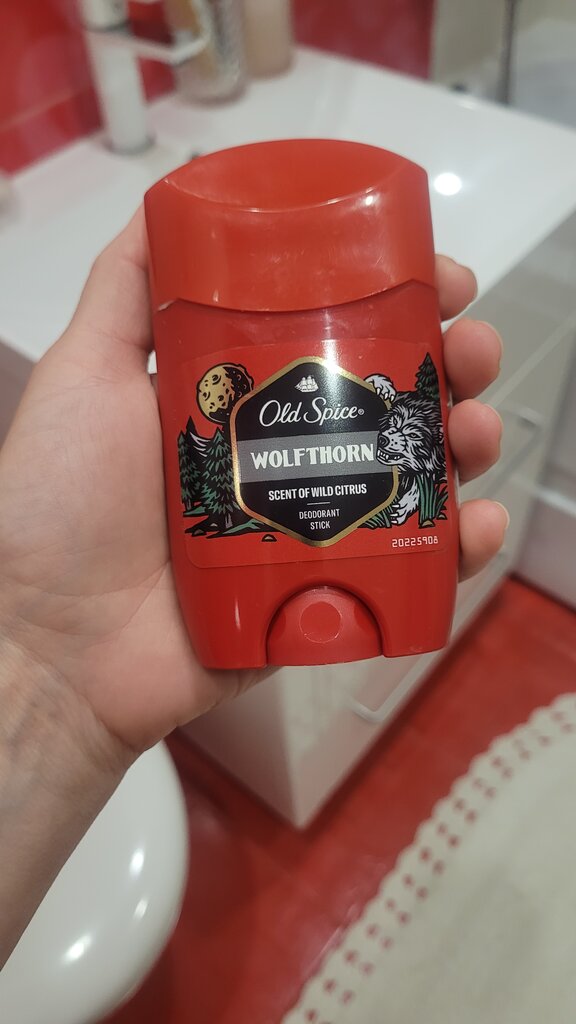 Old Spice®
WOLFTHORN
SCENT OF WILD CITRUS
DEODORANT
STICK
20225908